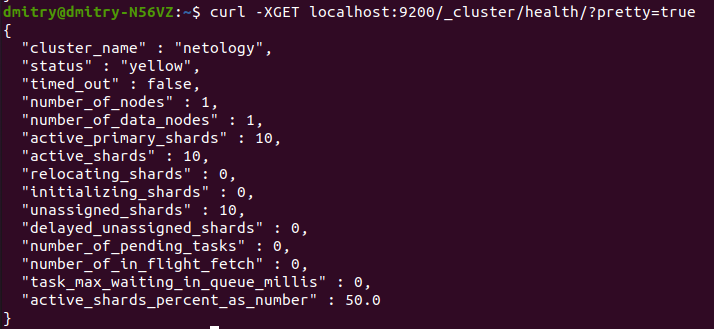 dmitry@dmitry-N56VZ:~$ curl -XGET localhost:9200/_cluster/health/?pretty=true
{
  "cluster_name" : "netology",
  "status" : "yellow",
  "timed_out" : false,
  "number_of_nodes" : 1,
  "number_of_data_nodes" : 1,
  "active_primary_shards" : 10,
  "active_shards" : 10,
  "relocating_shards" : 0,
  "initializing_shards" : 0,
  "unassigned_shards" : 10,
  "delayed_unassigned_shards" : 0,
  "number_of_pending_tasks" : 0,
  "number_of_in_flight_fetch" : 0,
  "task_max_waiting_in_queue_millis" : 0,
  "active_shards_percent_as_number" : 50.0
}